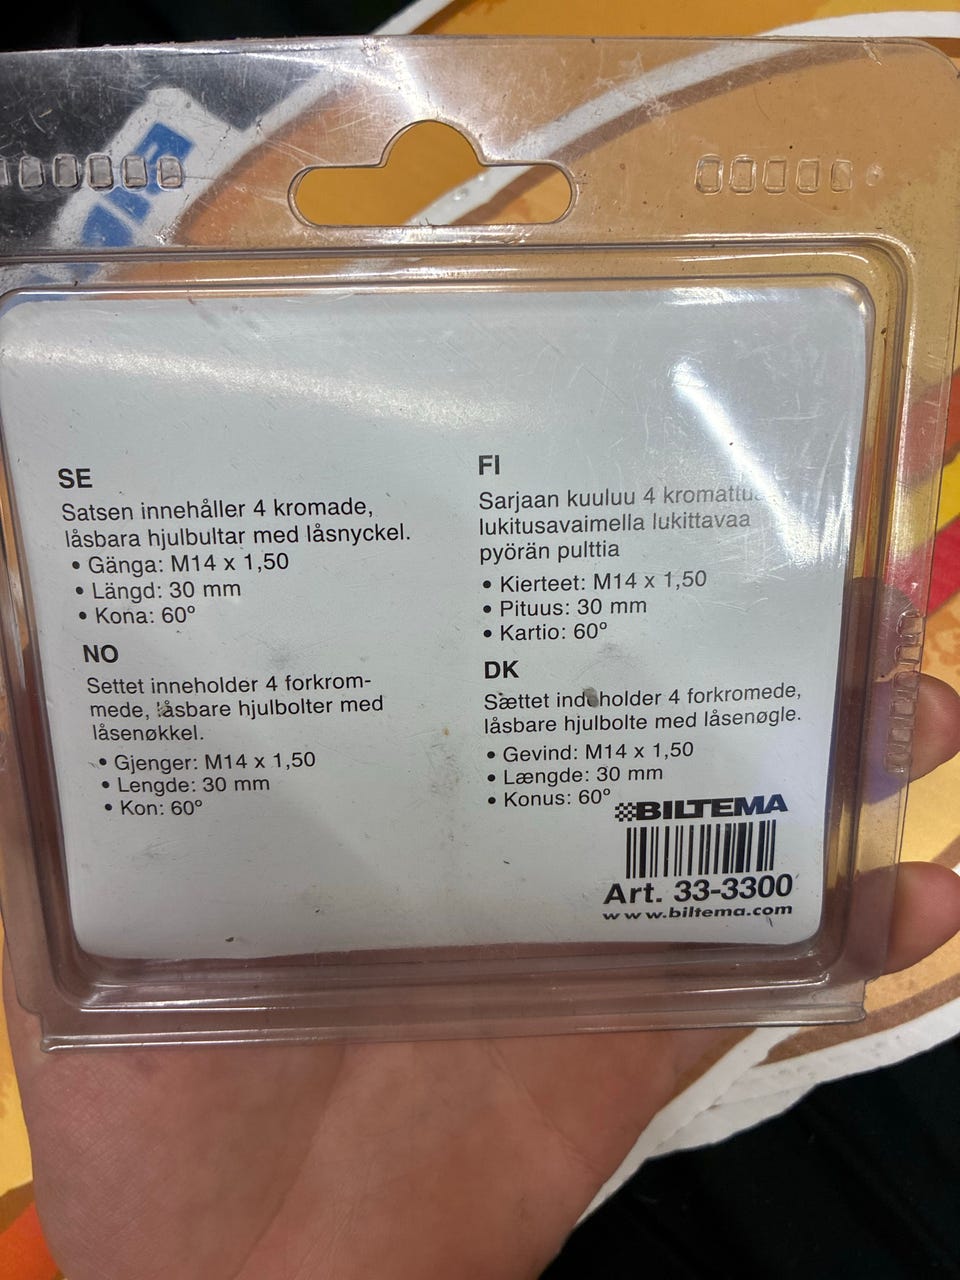 SE
Satsen innehåller 4 kromade,
låsbara hjulbultar med låsnyckel.
• Gänga: M14 x 1,50
• Längd: 30 mm
• Kona: 60º
NO
Settet inneholder 4 forkrom-
mede, låsbare hjulbolter med
låsenøkkel.
• Gjenger: M14 x 1,50
• Lengde: 30 mm
• Kon: 60º
FI
Sarjaan kuuluu 4 kromattua
lukitusavaimella lukittavaa
pyörän pulttia
• Kierteet: M14 x 1,50
• Pituus: 30 mm
• Kartio: 60º
DK
Sættet indeholder 4 forkromede,
låsbare hjulbolte med låsenøgle.
• Gevind: M14 x 1,50
• Længde: 30 mm
• Konus: 60º
BILTEMA
Art. 33-3300
www.biltema.com